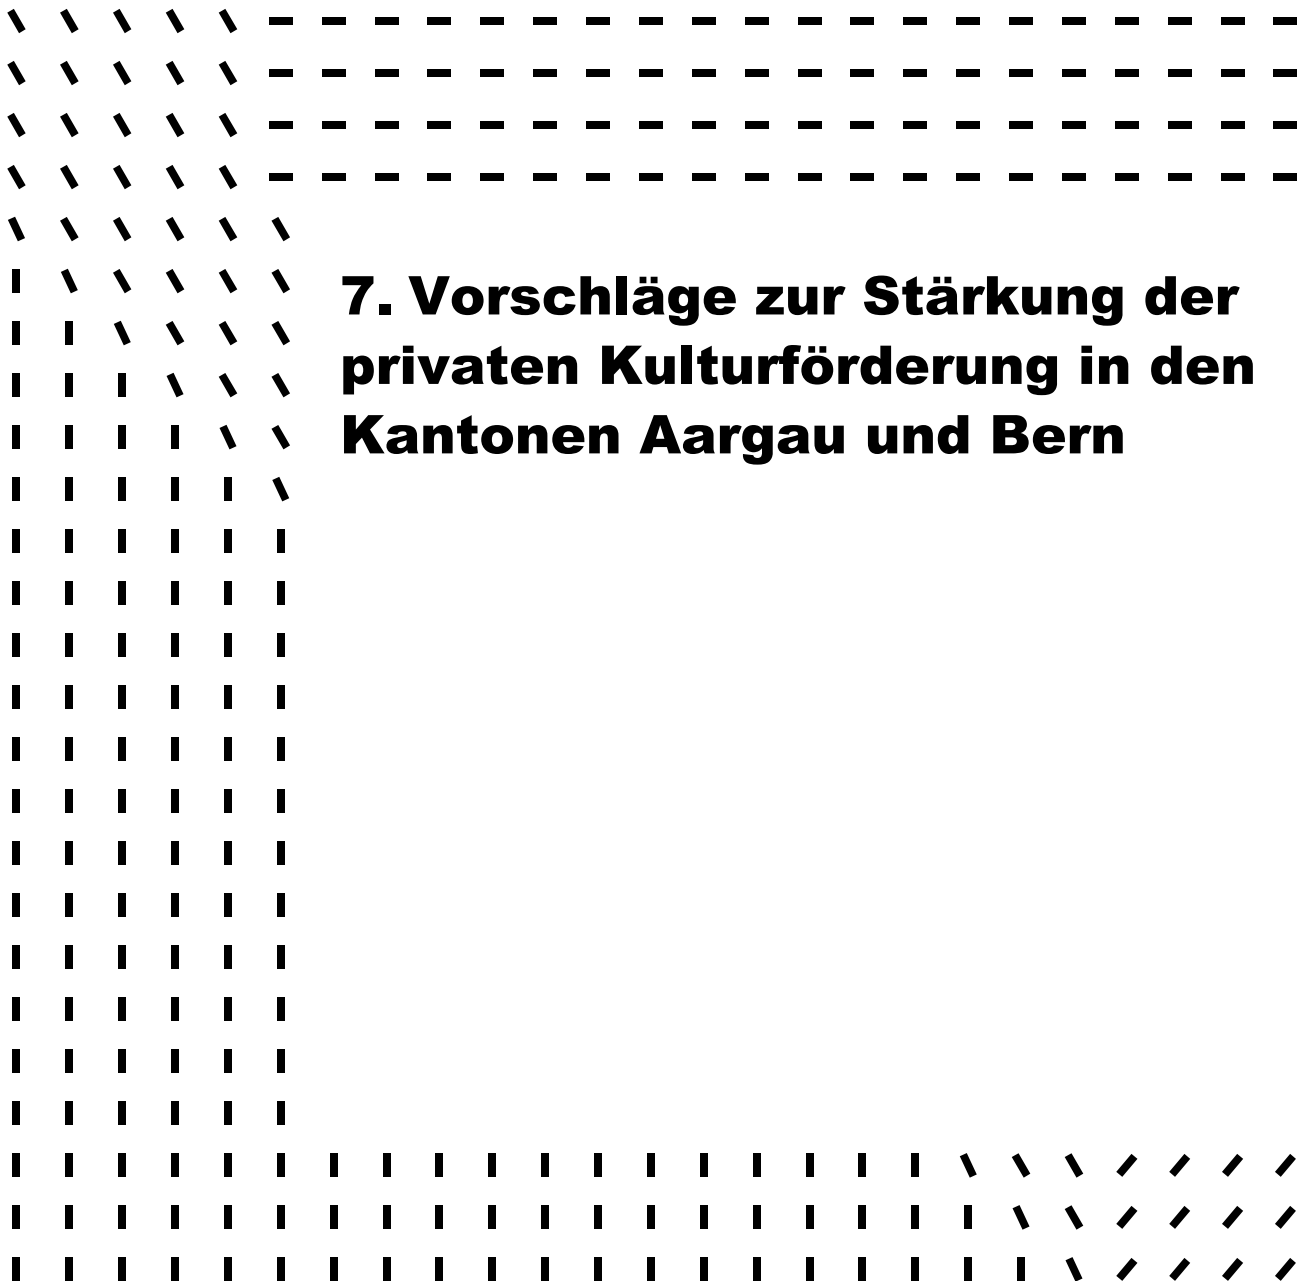 7. Vorschläge zur Stärkung der
privaten Kulturförderung in den
Kantonen Aargau und Bern